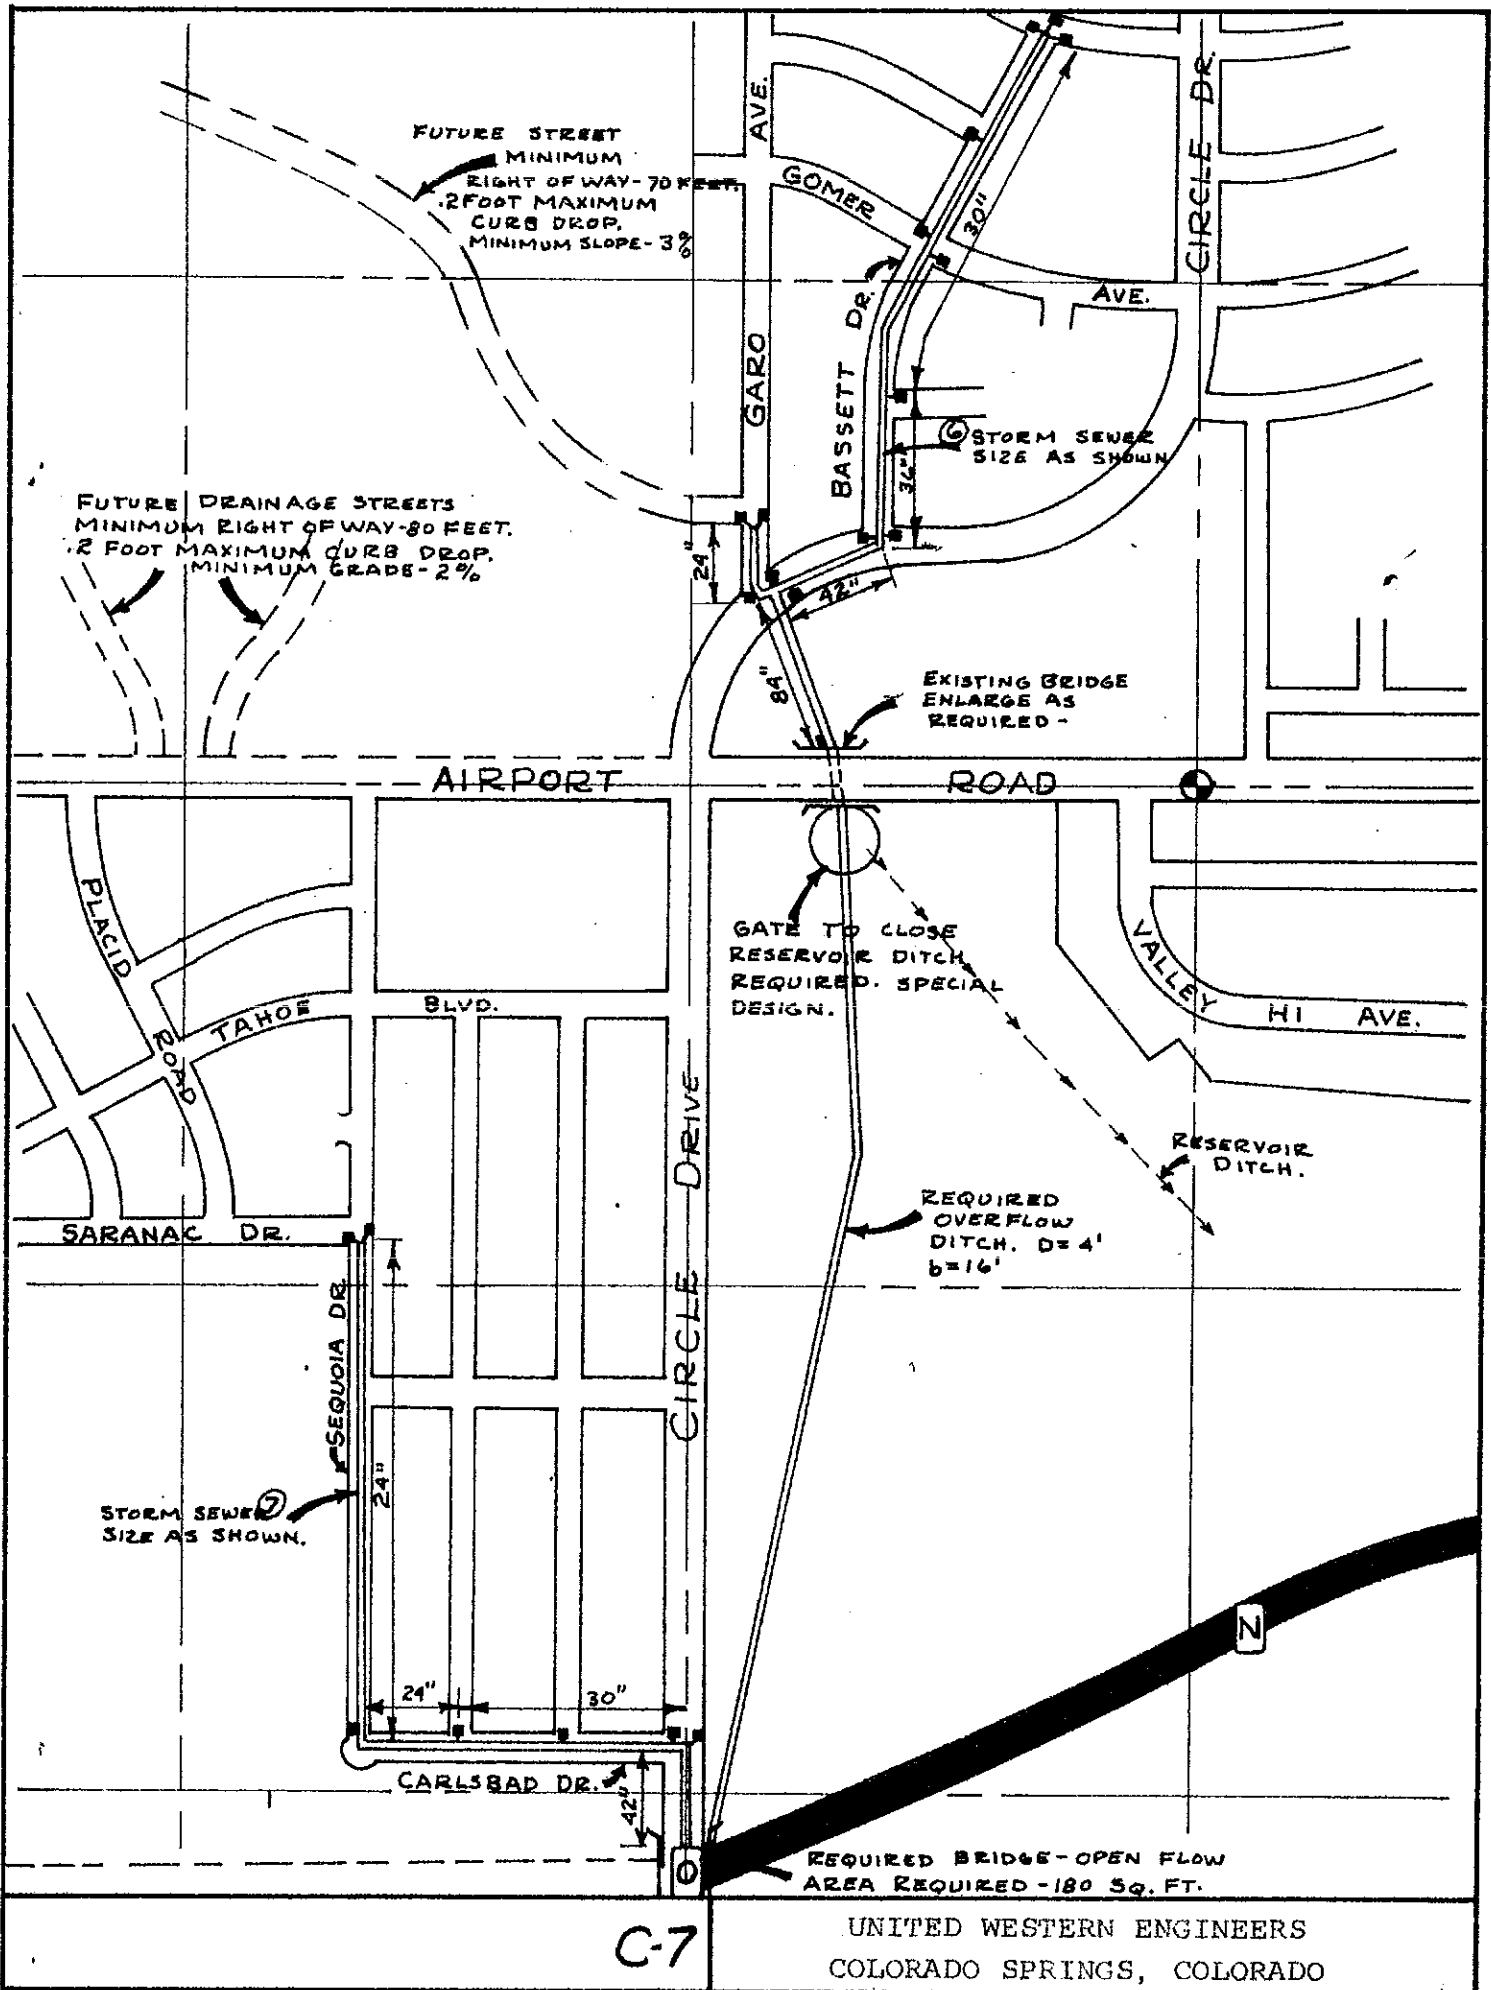 FUTURE STREET
MINIMUM
RIGHT OF WAY-70 FEET.
.2 FOOT MAXIMUM
CURB DROP.
MINIMUM SLOPE-3%
AVE.
GOMER
30"
CIRCLE DR.
AVE.
GARO
BASSETT DR.
6 STORM SEWER
SIZE AS SHOWN
36"
FUTURE DRAINAGE STREETS
MINIMUM RIGHT OF WAY-80 FEET.
.2 FOOT MAXIMUM CURB DROP.
MINIMUM GRADE-2%
24"
42"
84"
EXISTING BRIDGE
ENLARGE AS
REQUIRED -
AIRPORT ROAD
PLACID
ROAD
TAHOE
BLVD.
GATE TO CLOSE
RESERVOIR DITCH
REQUIRED. SPECIAL
DESIGN.
VALLEY
HI AVE.
CIRCLE DRIVE
RESERVOIR
DITCH.
REQUIRED
OVERFLOW
DITCH. D=4'
b=16'
SARANAC DR.
SEQUOIA DR.
24"
STORM SEWER 7
SIZE AS SHOWN.
N
24"
30"
CARLSBAD DR.
42"
O
REQUIRED BRIDGE-OPEN FLOW
AREA REQUIRED-180 SQ. FT.
C-7
UNITED WESTERN ENGINEERS
COLORADO SPRINGS, COLORADO